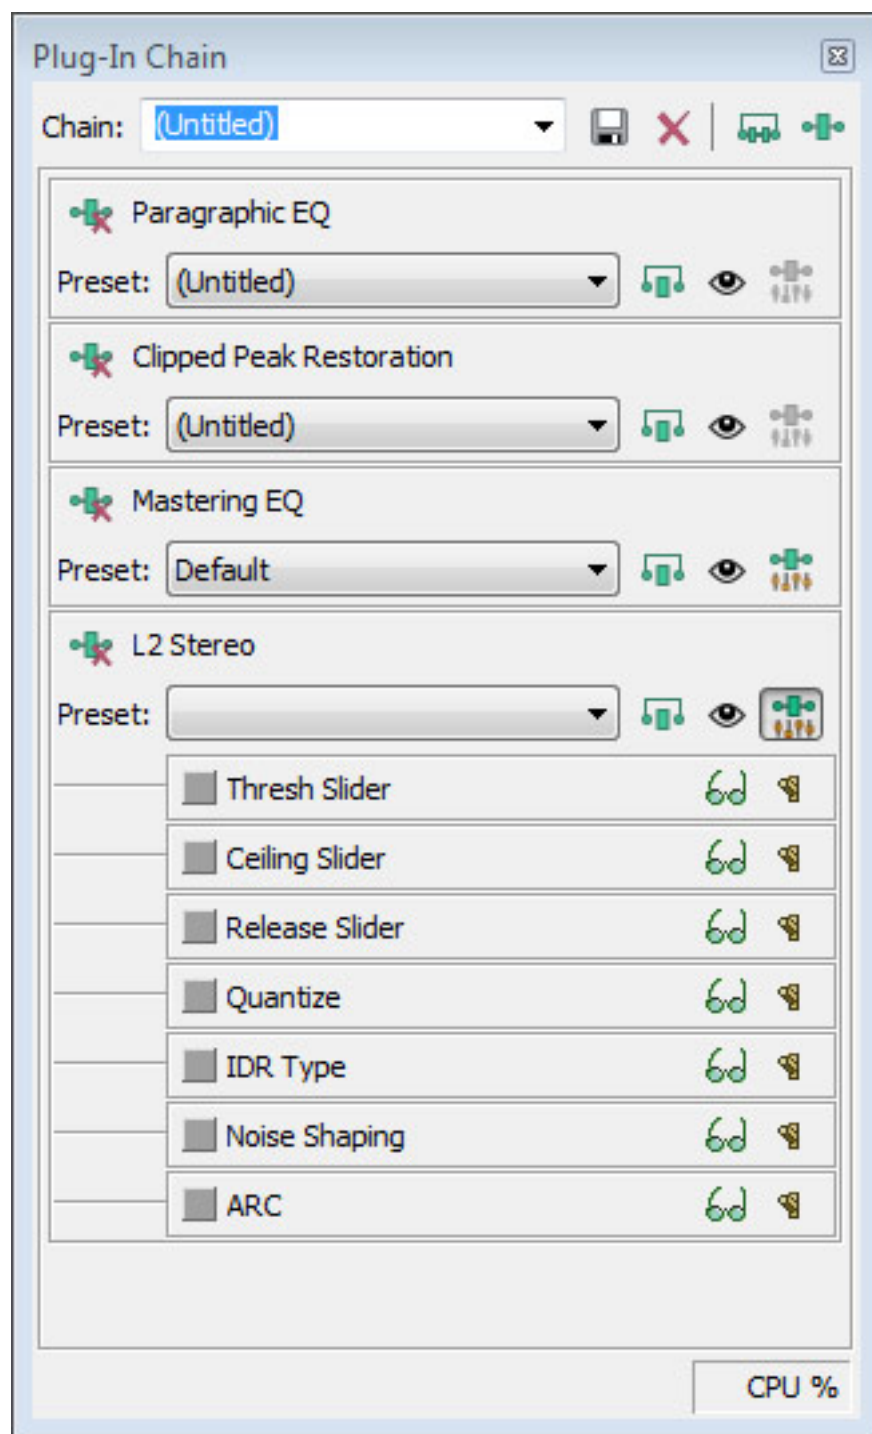 Plug-In Chain
Chain: (Untitled)
Paragraphic EQ
Preset: (Untitled)
Clipped Peak Restoration
Preset: (Untitled)
Mastering EQ
Preset: Default
L2 Stereo
Preset:
Thresh Slider
Ceiling Slider
Release Slider
Quantize
IDR Type
Noise Shaping
ARC
CPU %